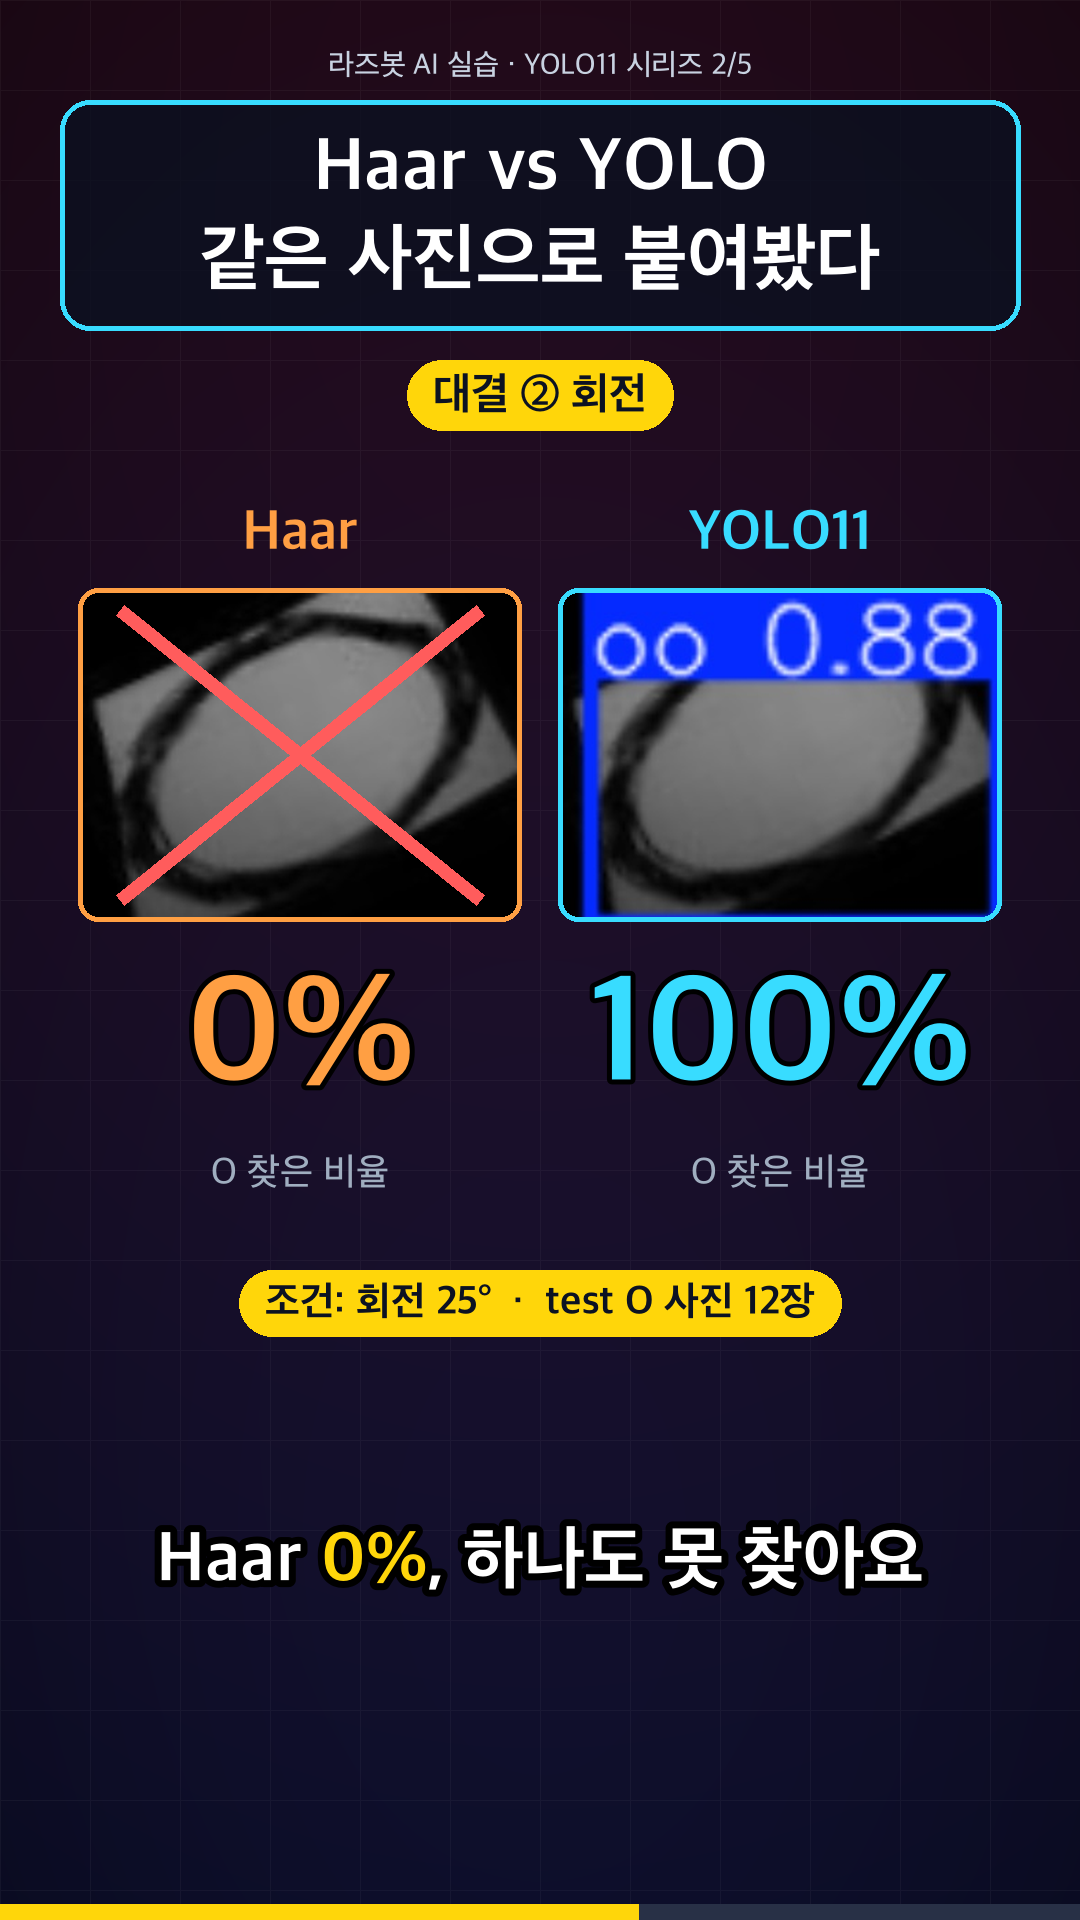 라즈봇 AI 실습 · YOLO11 시리즈 2/5
Haar vs YOLO
같은 사진으로 붙여봤다
대결 ② 회전
Haar
YOLO11
oo 0.88
0%
100%
O 찾은 비율
O 찾은 비율
조건: 회전 25° · test O 사진 12장
Haar 0%, 하나도 못 찾아요